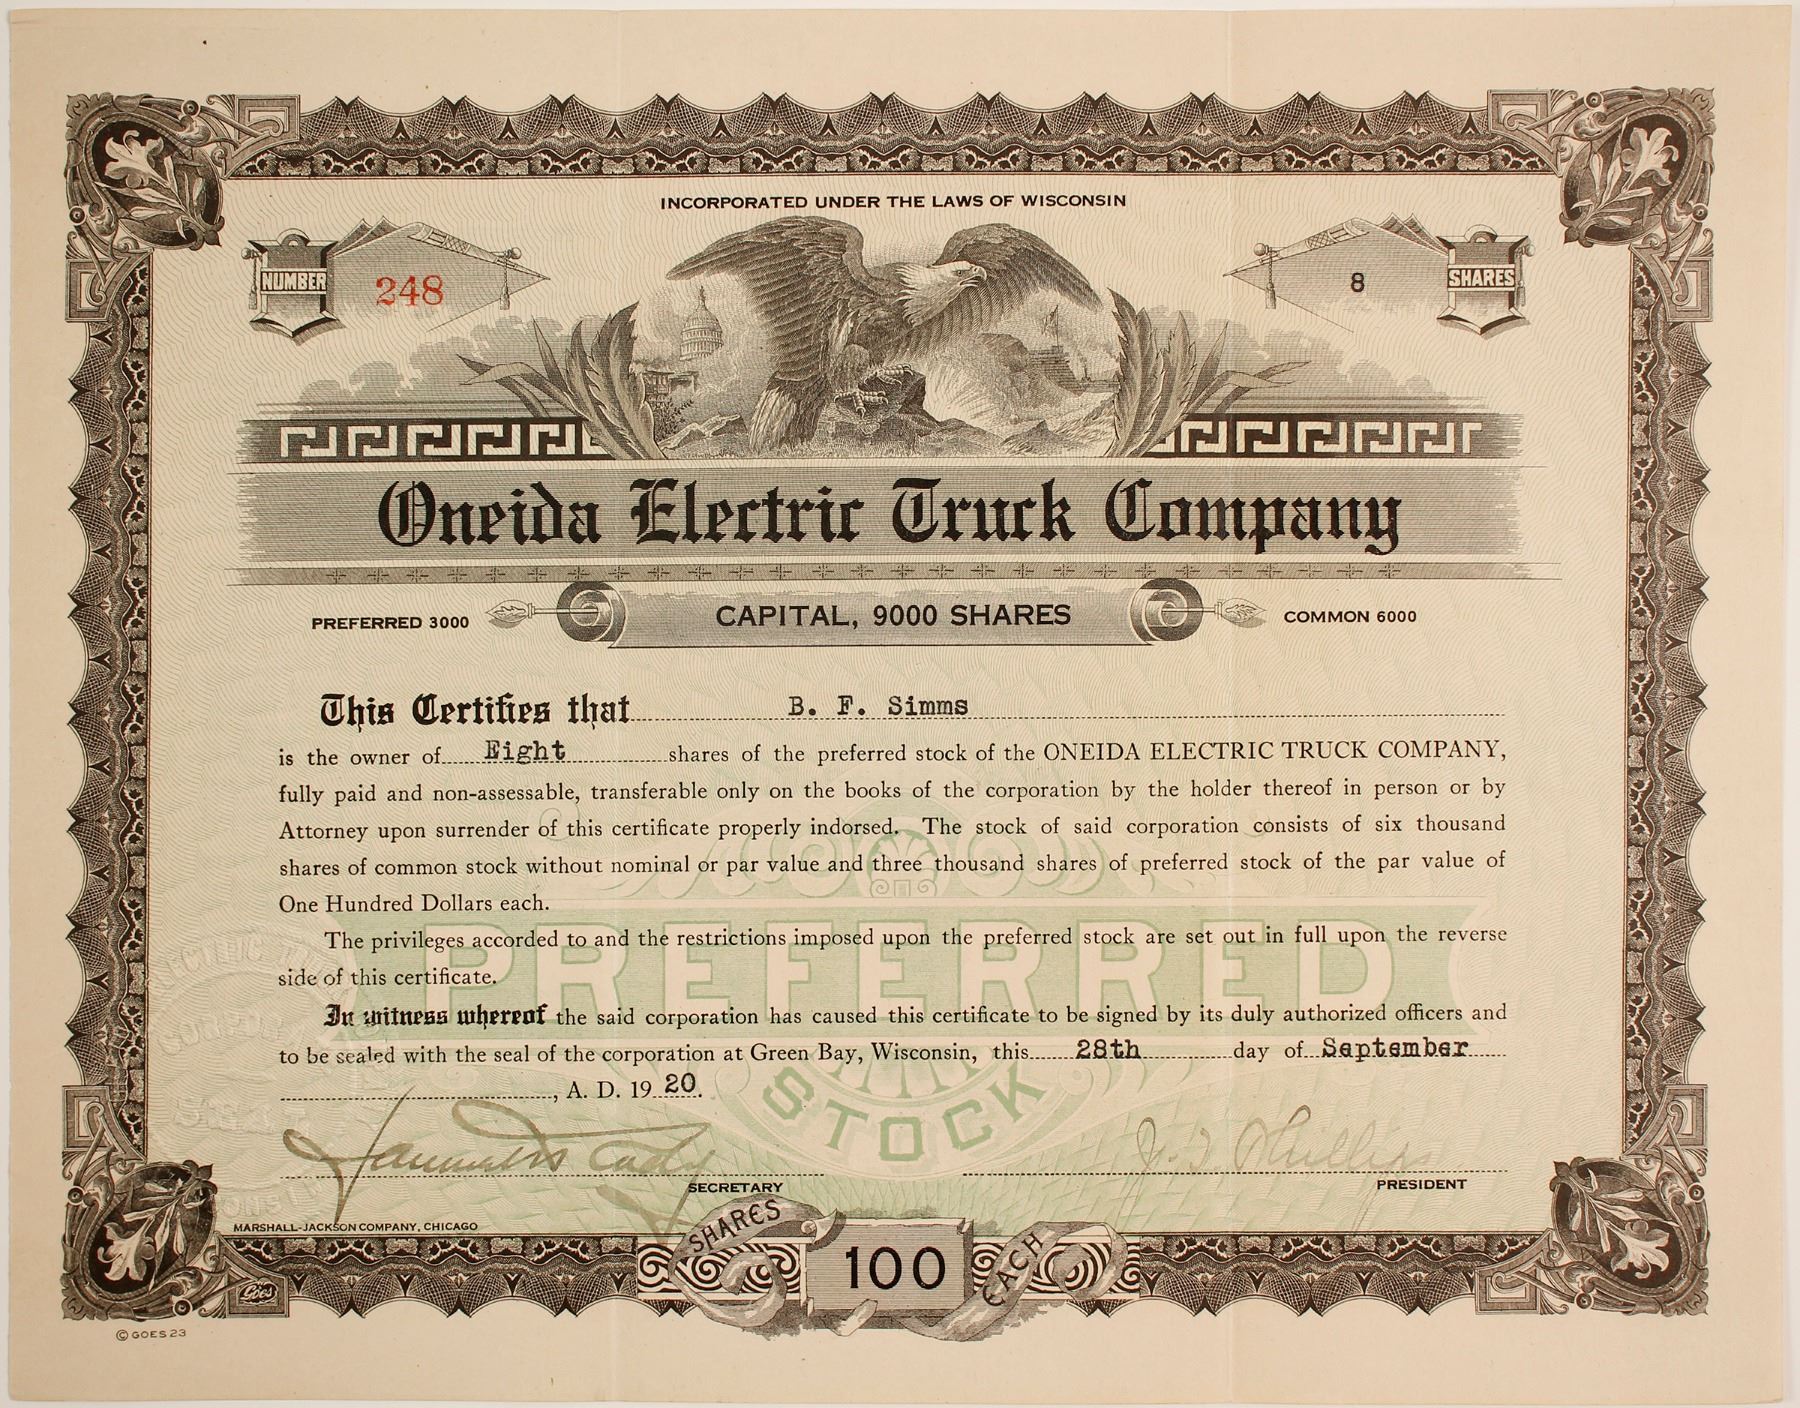 INCORPORATED UNDER THE LAWS OF WISCONSIN
NUMBER 248
8 SHARES
Oneida Electric Truck Company
PREFERRED 3000
CAPITAL, 9000 SHARES
COMMON 6000
This Certifies that B. F. Simms
is the owner of Eight shares of the preferred stock of the ONEIDA ELECTRIC TRUCK COMPANY,
fully paid and non-assessable, transferable only on the books of the corporation by the holder thereof in person or by
Attorney upon surrender of this certificate properly indorsed. The stock of said corporation consists of six thousand
shares of common stock without nominal or par value and three thousand shares of preferred stock of the par value of
One Hundred Dollars each.
The privileges accorded to and the restrictions imposed upon the preferred stock are set out in full upon the reverse
side of this certificate.
In witness whereof the said corporation has caused this certificate to be signed by its duly authorized officers and
to be sealed with the seal of the corporation at Green Bay, Wisconsin, this 28th day of September
, A. D. 1920.
PREFERRED
STOCK
J. T. Phillips
SECRETARY
PRESIDENT
MARSHALL-JACKSON COMPANY, CHICAGO
SHARES
100
EACH
Goes
© GOES 23